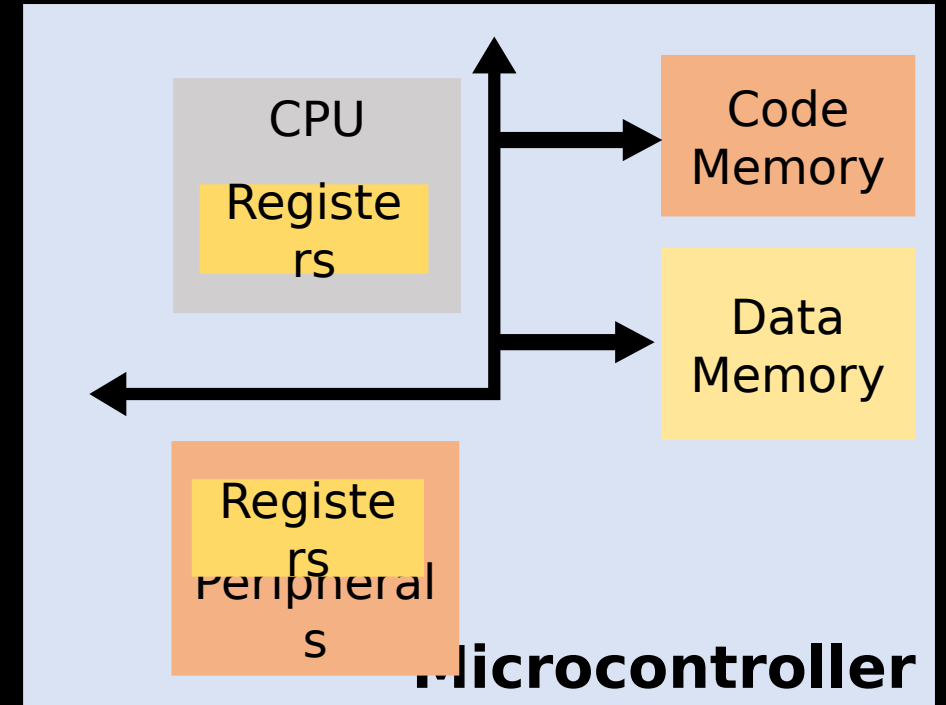 CPU
Registe
rs
Code
Memory
Data
Memory
Registe
rs
Peripheral
s
Microcontroller